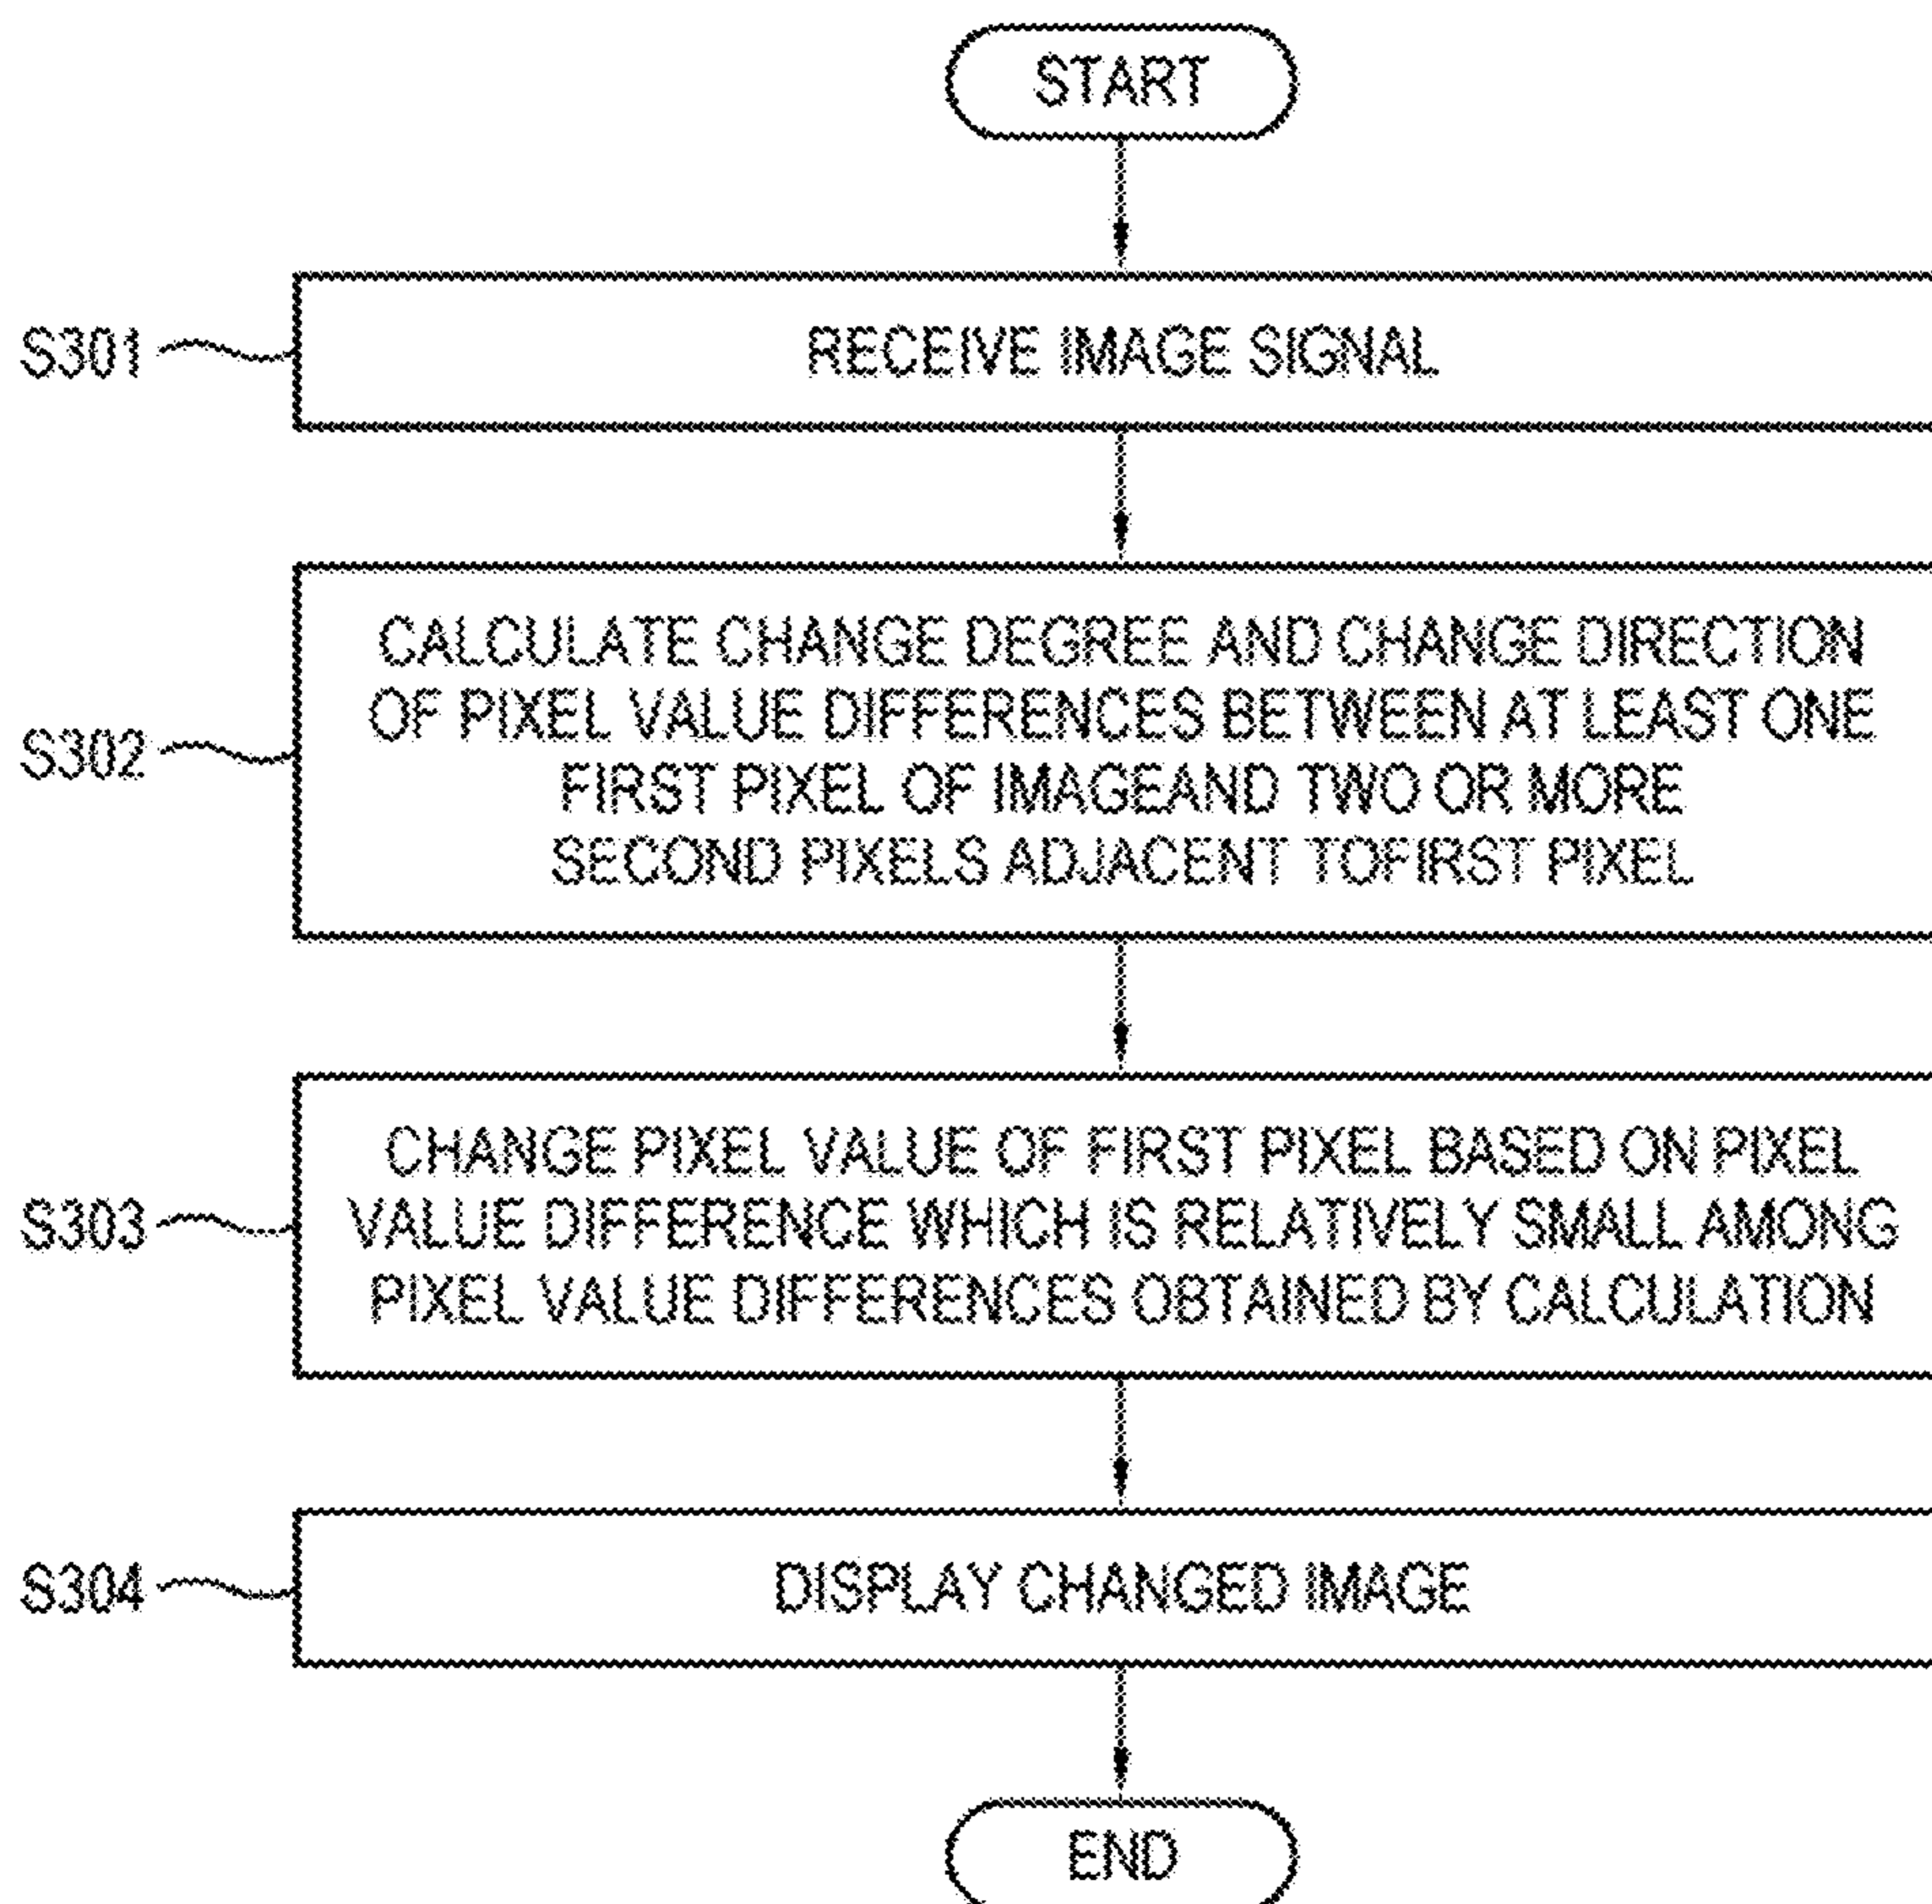 START
S301
RECEIVE IMAGE SIGNAL
S302
CALCULATE CHANGE DEGREE AND CHANGE DIRECTION
OF PIXEL VALUE DIFFERENCES BETWEEN AT LEAST ONE
FIRST PIXEL OF IMAGEAND TWO OR MORE
SECOND PIXELS ADJACENT TOFIRST PIXEL
S303
CHANGE PIXEL VALUE OF FIRST PIXEL BASED ON PIXEL
VALUE DIFFERENCE WHICH IS RELATIVELY SMALL AMONG
PIXEL VALUE DIFFERENCES OBTAINED BY CALCULATION
S304
DISPLAY CHANGED IMAGE
END